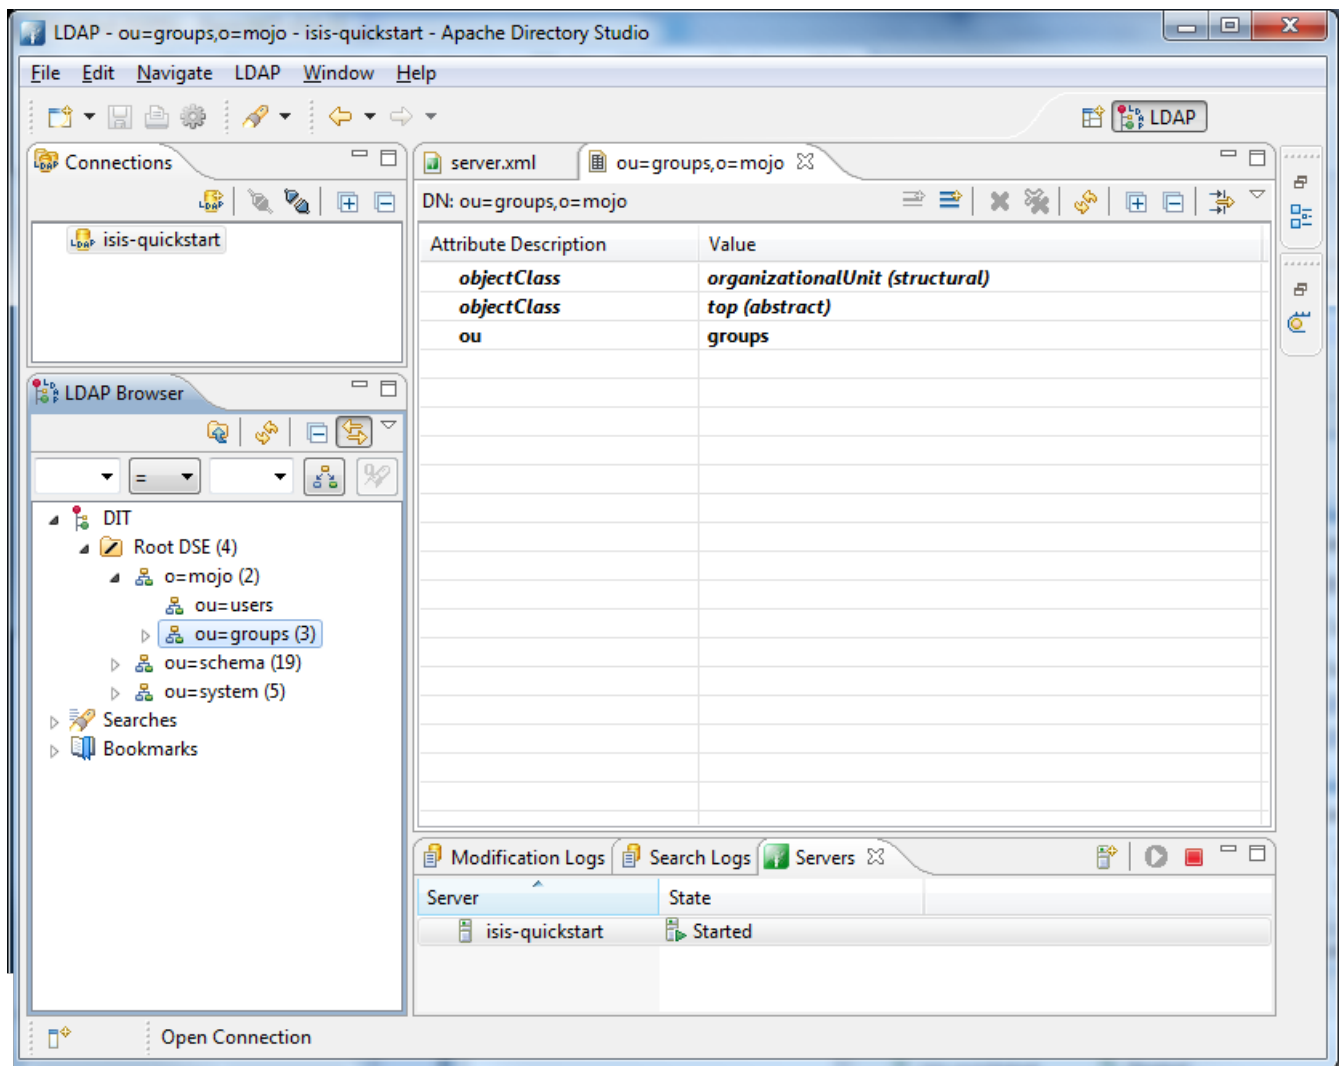 LDAP - ou=groups,o=mojo - isis-quickstart - Apache Directory Studio
File Edit Navigate LDAP Window Help
LDAP
Connections
isis-quickstart
server.xml ou=groups,o=mojo
DN: ou=groups,o=mojo
Attribute Description Value
objectClass organizationalUnit (structural)
objectClass top (abstract)
ou groups
LDAP Browser
=
DIT
Root DSE (4)
o=mojo (2)
ou=users
ou=groups (3)
ou=schema (19)
ou=system (5)
Searches
Bookmarks
Modification Logs Search Logs Servers
Server State
isis-quickstart Started
Open Connection